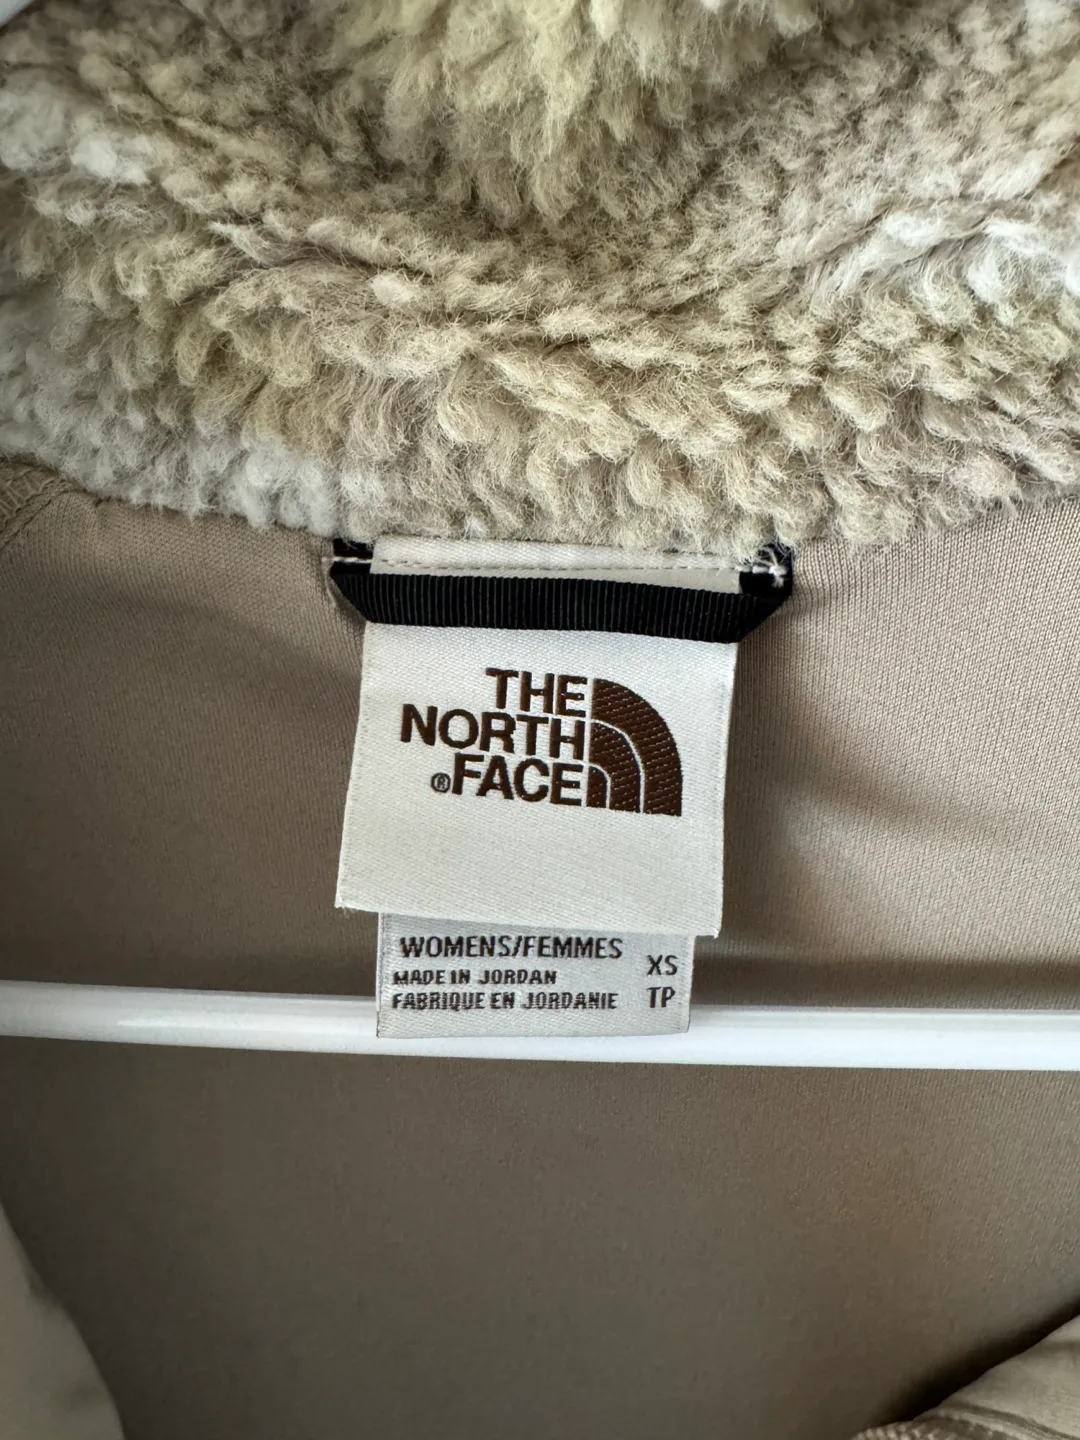 THE
NORTH
®FACE
WOMENS/FEMMES
MADE IN JORDAN
FABRIQUE EN JORDANIE
XS
TP